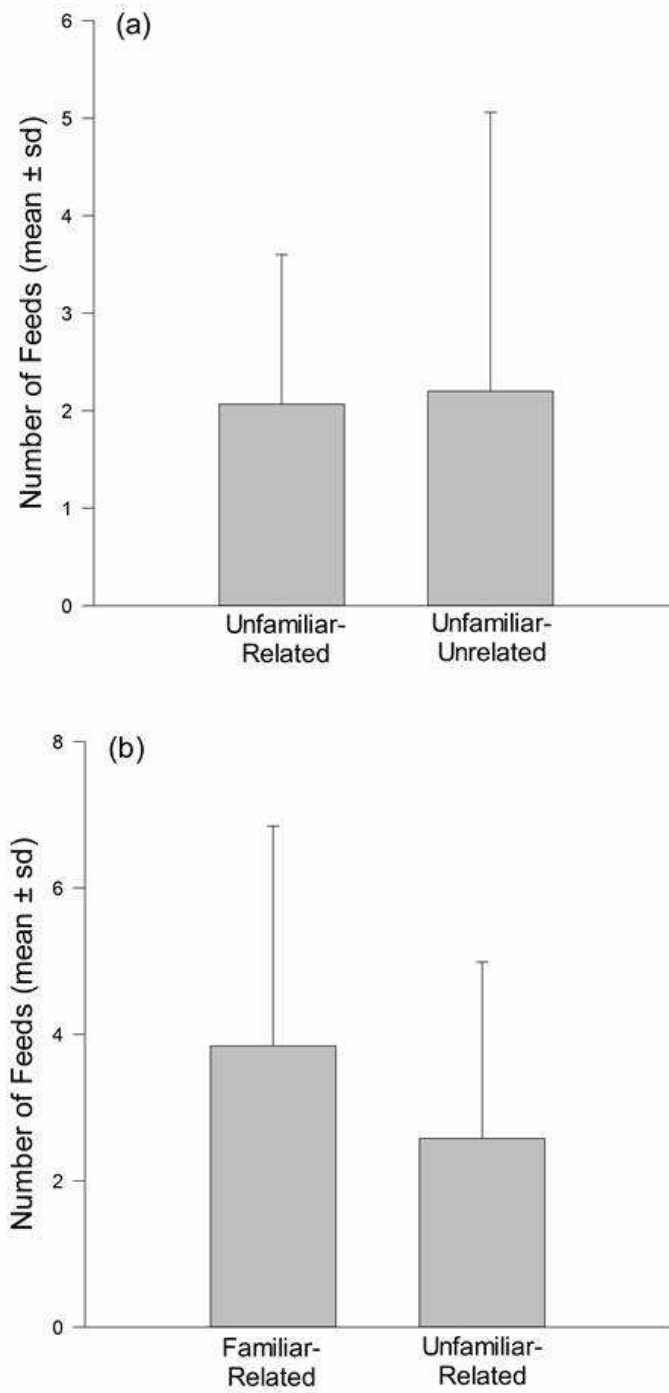 (a)
Number of Feeds (mean ± sd)
6
5
4
3
2
1
0
Unfamiliar-
Related
Unfamiliar-
Unrelated
(b)
Number of Feeds (mean ± sd)
8
6
4
2
0
Familiar-
Related
Unfamiliar-
Related